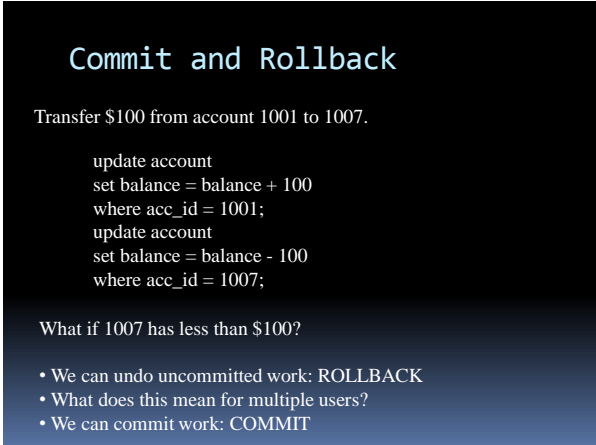 Commit and Rollback
Transfer $100 from account 1001 to 1007.
update account
set balance = balance + 100
where acc_id = 1001;
update account
set balance = balance - 100
where acc_id = 1007;
What if 1007 has less than $100?
• We can undo uncommitted work: ROLLBACK
• What does this mean for multiple users?
• We can commit work: COMMIT